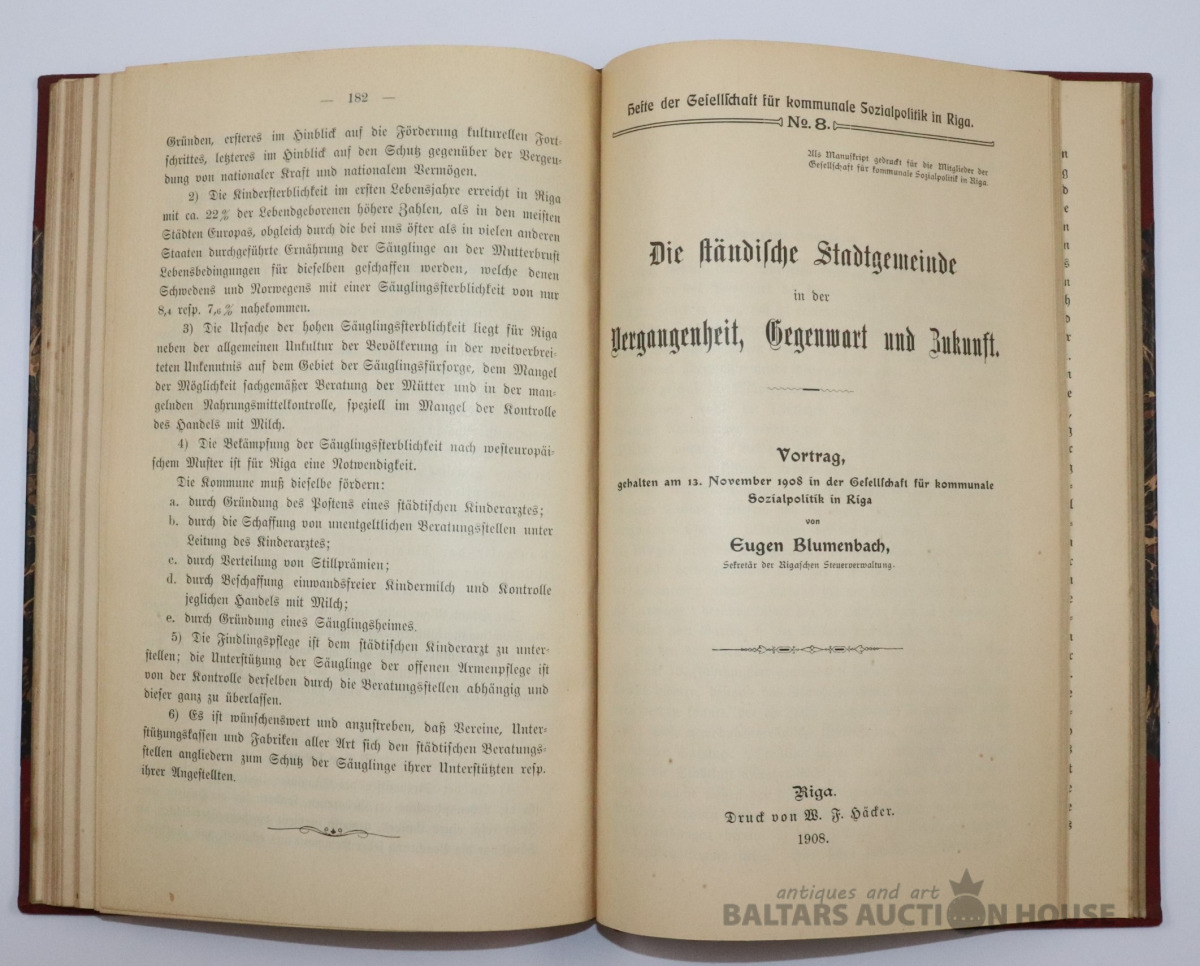 — 182 —
Gründen, ersteres im Hinblick auf die Förderung kulturellen Fort-
schrittes, letzteres im Hinblick auf den Schutz gegenüber der Vergeu-
dung von nationaler Kraft und nationalem Vermögen.
2) Die Kindersterblichkeit im ersten Lebensjahre erreicht in Riga
mit ca. 22% der Lebendgeborenen höhere Zahlen, als in den meisten
Städten Europas, obgleich durch die bei uns öfter als in vielen anderen
Staaten durchgeführte Ernährung der Säuglinge an der Mutterbrust
Lebensbedingungen für dieselben geschaffen werden, welche denen
Schwedens und Norwegens mit einer Säuglingssterblichkeit von nur
8,4 resp. 7,6% nahekommen.
3) Die Ursache der hohen Säuglingssterblichkeit liegt für Riga
neben der allgemeinen Unkultur der Bevölkerung in der weitverbrei-
teten Unkenntnis auf dem Gebiet der Säuglingsfürsorge, dem Mangel
der Möglichkeit sachgemäßer Beratung der Mütter und in der man-
gelnden Nahrungsmittelkontrolle, speziell im Mangel der Kontrolle
des Handels mit Milch.
4) Die Bekämpfung der Säuglingssterblichkeit nach westeuropäi-
schem Muster ist für Riga eine Notwendigkeit.
Die Kommune muß dieselbe fördern:
a. durch Gründung des Postens eines städtischen Kinderarztes;
b. durch die Schaffung von unentgeltlichen Beratungsstellen unter
Leitung des Kinderarztes;
c. durch Verteilung von Stillprämien;
d. durch Beschaffung einwandsfreier Kindermilch und Kontrolle
jeglichen Handels mit Milch;
e. durch Gründung eines Säuglingsheimes.
5) Die Findlingspflege ist dem städtischen Kinderarzt zu unter-
stellen; die Unterstützung der Säuglinge der offenen Armenpflege ist
von der Kontrolle derselben durch die Beratungsstellen abhängig und
dieser ganz zu überlassen.
6) Es ist wünschenswert und anzustreben, daß Vereine, Unter-
stützungskassen und Fabriken aller Art sich den städtischen Beratungs-
stellen angliedern zum Schutz der Säuglinge ihrer Unterstützten resp.
ihrer Angestellten.
Hefte der Gesellschaft für kommunale Sozialpolitik in Riga.
No. 8.
Als Manuskript gedruckt für die Mitglieder der
Gesellschaft für kommunale Sozialpolitik in Riga.
Die ständische Stadtgemeinde
in der
Vergangenheit, Gegenwart und Zukunft.
Vortrag,
gehalten am 13. November 1908 in der Gesellschaft für kommunale
Sozialpolitik in Riga
von
Eugen Blumenbach,
Sekretär der Rigaschen Steuerverwaltung.
Riga.
Druck von W. F. Häcker.
1908.
antiques and art
BALTARS AUCTION HOUSE